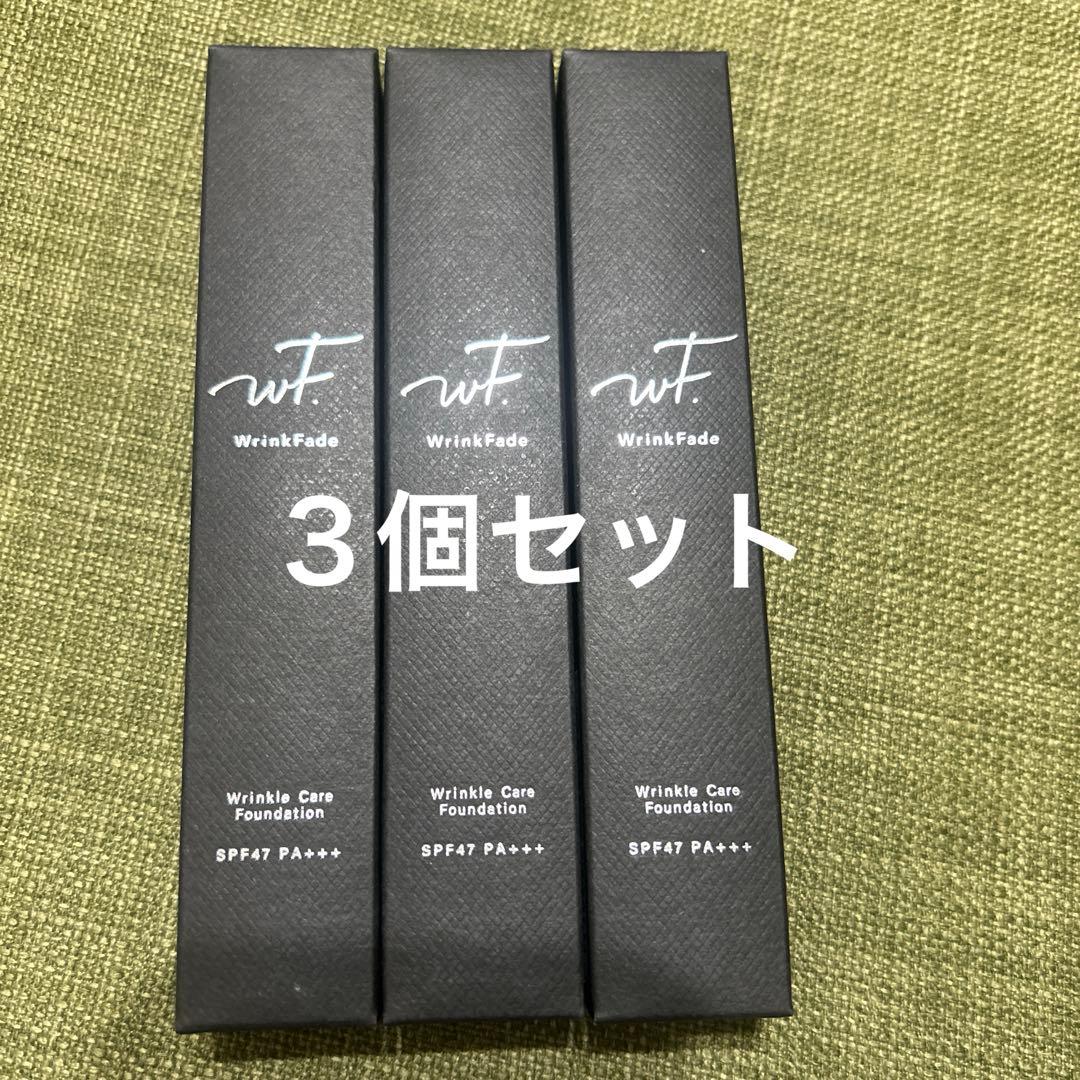 wF.
WrinkFade
wF.
WrinkFade
wF.
WrinkFade
3個セット
Wrinkle Care
Foundation
SPF47 PA+++
Wrinkle Care
Foundation
SPF47 PA+++
Wrinkle Care
Foundation
SPF47 PA+++